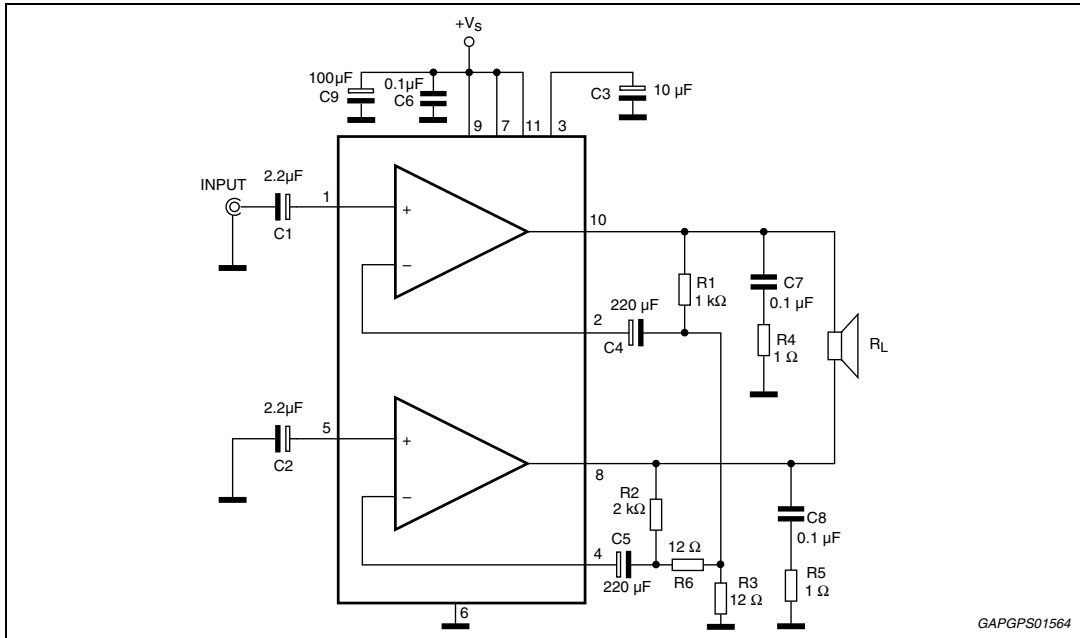 +VS
100µF
C9
0.1µF
C6
C3
10 µF
9
7
11
3
INPUT
2.2µF
C1
1
+
−
10
R1
1 kΩ
C7
0.1 µF
220 µF
2
C4
R4
1 Ω
RL
2.2µF
C2
5
+
−
8
R2
2 kΩ
C8
0.1 µF
C5
4
220 µF
12 Ω
R6
R3
12 Ω
R5
1 Ω
6
GAPGPS01564